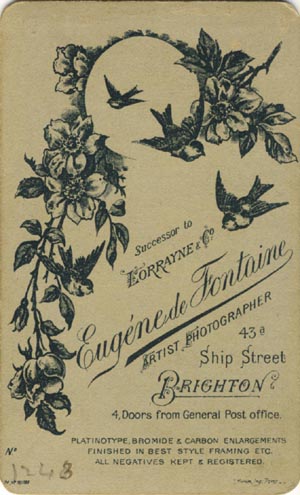 Successor to
LORRAYNE & Co
Eugéne de Fontaine
ARTIST PHOTOGRAPHER
43a
Ship Street
BRIGHTON
4, Doors from General Post office.
PLATINOTYPE, BROMIDE & CARBON ENLARGEMENTS
FINISHED IN BEST STYLE FRAMING ETC.
ALL NEGATIVES KEPT & REGISTERED.
No
1248